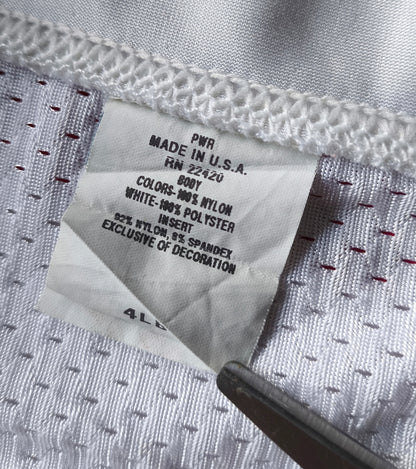 PWR
MADE IN U.S.A.
RN 22420
BODY
COLORS-100% NYLON
WHITE-100% POLYSTER
INSERT
92% NYLON, 8% SPANDEX
EXCLUSIVE OF DECORATION